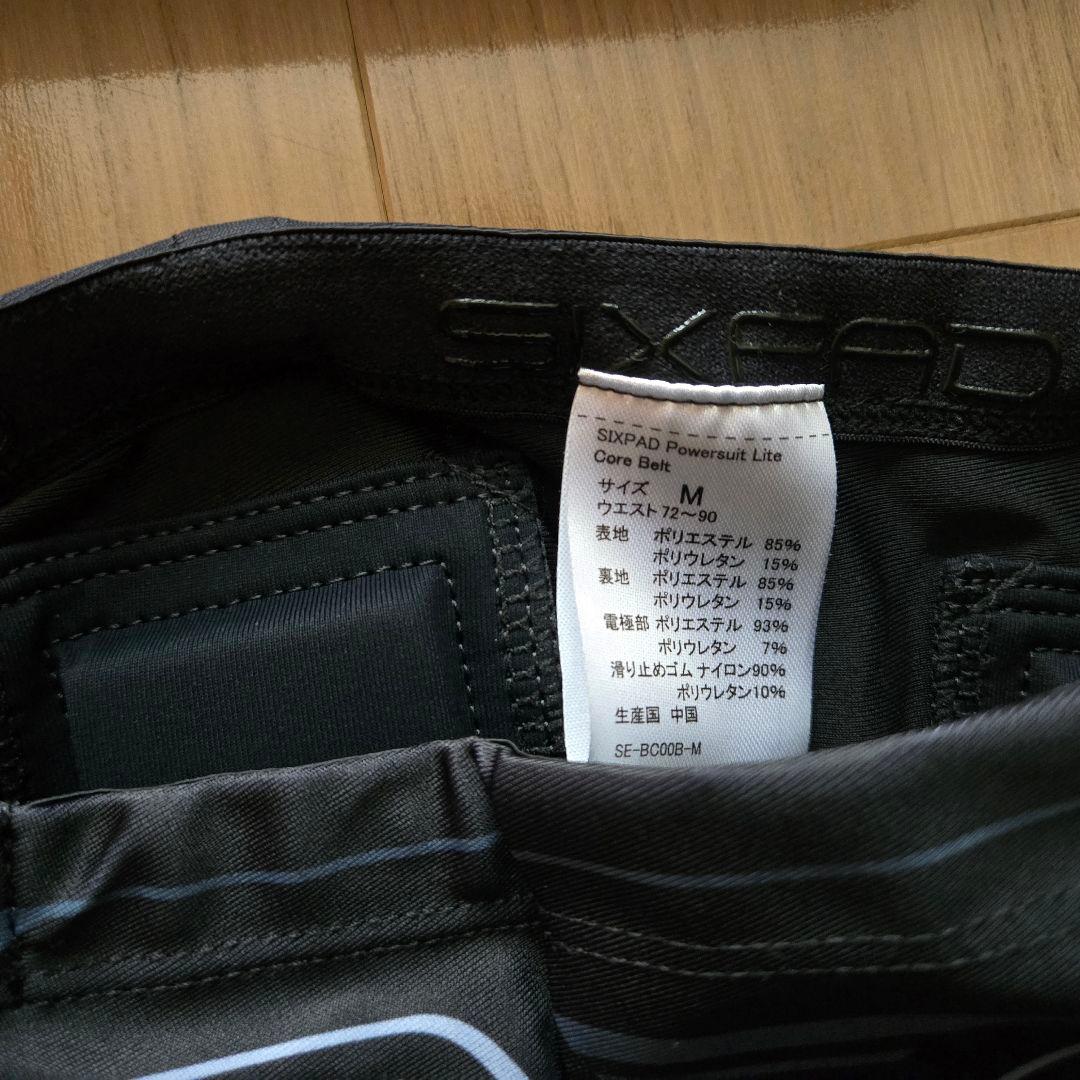 SIXPAD
SIXPAD Powersuit Lite
Core Belt
サイズ M
ウエスト 72～90
表地 ポリエステル 85%
ポリウレタン 15%
裏地 ポリエステル 85%
ポリウレタン 15%
電極部 ポリエステル 93%
ポリウレタン 7%
滑り止めゴム ナイロン90%
ポリウレタン10%
生産国 中国
SE-BC00B-M